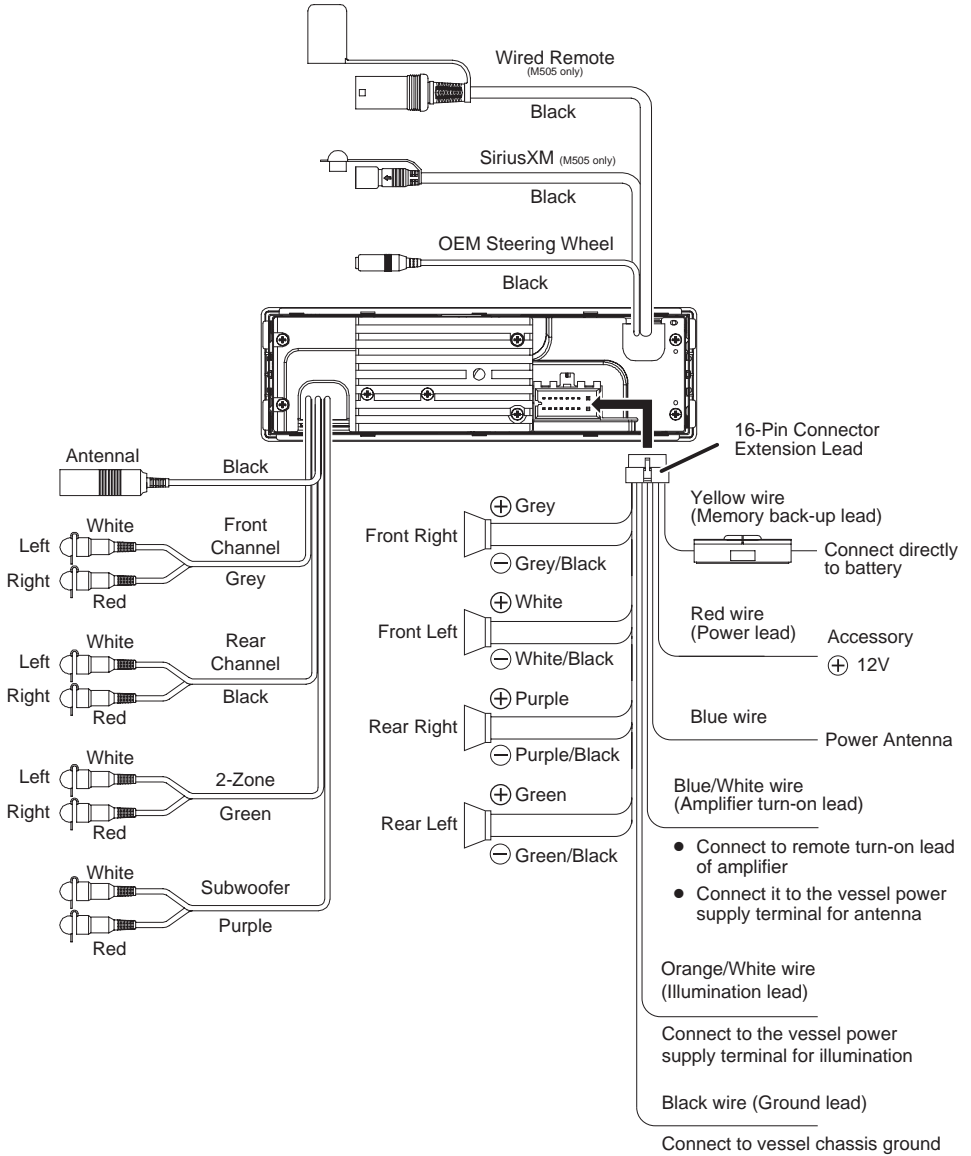 Wired Remote
(M505 only)
Black
SiriusXM (M505 only)
Black
OEM Steering Wheel
Black
16-Pin Connector
Extension Lead
Antennal
Black
White
Left
Front
Channel
Right
Grey
Red
White
Left
Rear
Channel
Right
Black
Red
White
Left
2-Zone
Right
Green
Red
White
Subwoofer
Purple
Red
Front Right
+ Grey
- Grey/Black
Front Left
+ White
- White/Black
Rear Right
+ Purple
- Purple/Black
Rear Left
+ Green
- Green/Black
Yellow wire
(Memory back-up lead)
Connect directly
to battery
Red wire
(Power lead)
Accessory
+ 12V
Blue wire
Power Antenna
Blue/White wire
(Amplifier turn-on lead)
● Connect to remote turn-on lead
of amplifier
● Connect it to the vessel power
supply terminal for antenna
Orange/White wire
(Illumination lead)
Connect to the vessel power
supply terminal for illumination
Black wire (Ground lead)
Connect to vessel chassis ground